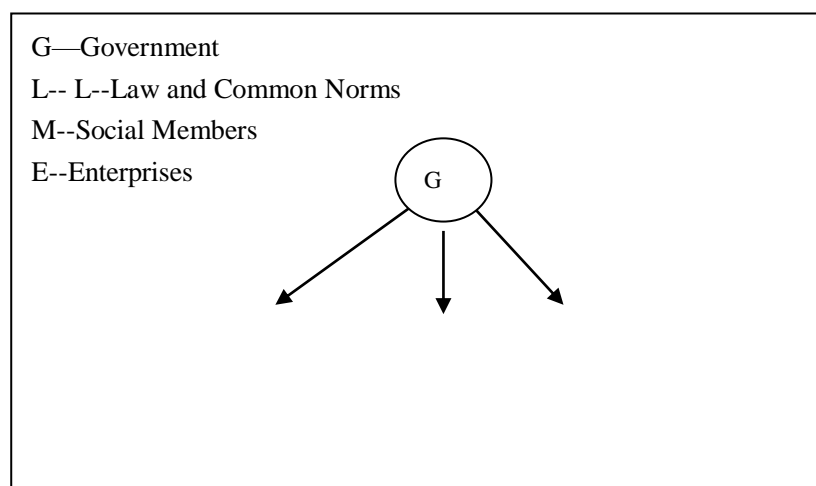 G—Government
L-- L--Law and Common Norms
M--Social Members
E--Enterprises
G